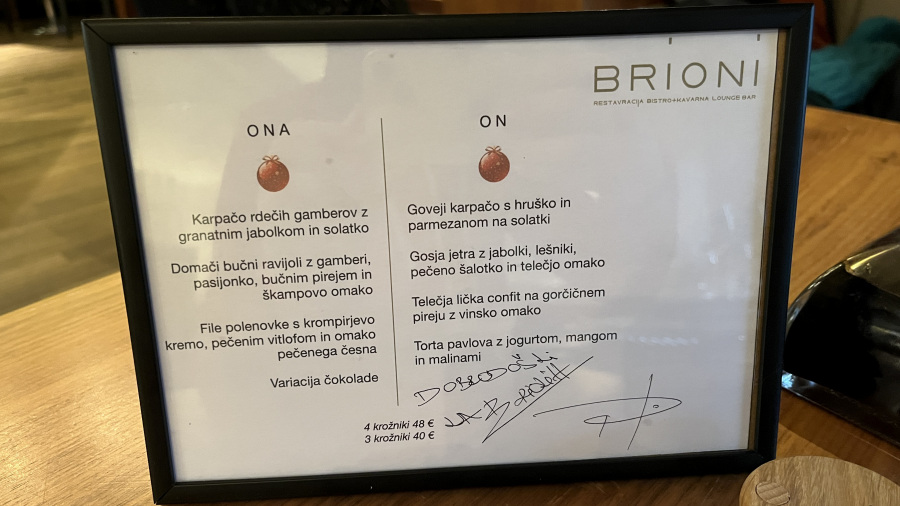 BRIONI
RESTAVRACIJA BISTRO+KAVARNA LOUNGE BAR
ONA
Karpačo rdečih gamberov z
granatnim jabolkom in solatko
Domači bučni ravijoli z gamberi,
pasijonko, bučnim pirejem in
škampovo omako
File polenovke s krompirjevo
kremo, pečenim vitlofom in omako
pečenega česna
Variacija čokolade
ON
Goveji karpačo s hruško in
parmezanom na solatki
Gosja jetra z jabolki, lešniki,
pečeno šalotko in telečjo omako
Telečja lička confit na gorčičnem
pireju z vinsko omako
Torta pavlova z jogurtom, mangom
in malinami
DOBRODOŠLI
4 krožniki 48 €
3 krožniki 40 €